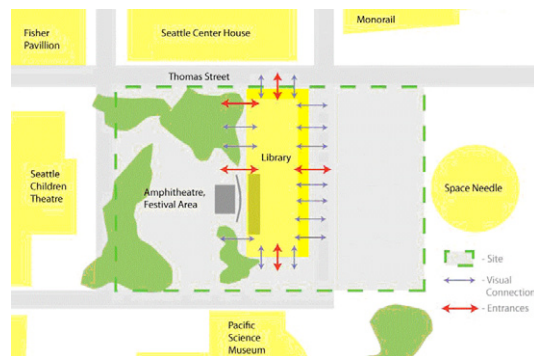 Fisher
Pavillion
Seattle Center House
Monorail
Thomas Street
Library
Seattle
Children
Theatre
Amphitheatre,
Festival Area
Space Needle
- Site
- Visual
Connection
- Entrances
Pacific
Science
Museum